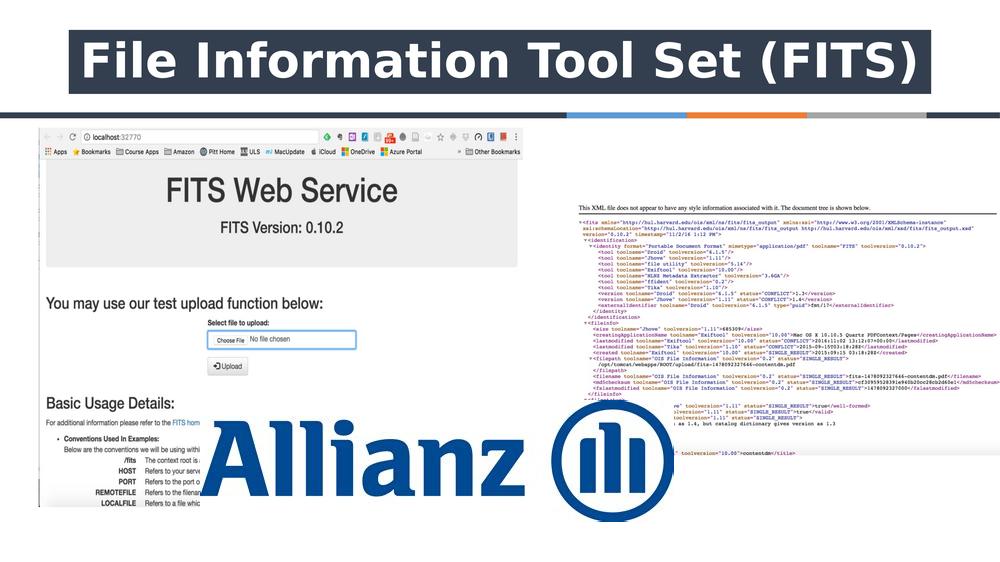 File Information Tool Set (FITS)
localhost:32770
Apps Bookmarks Course Apps Amazon Pitt Home ULS MacUpdate iCloud OneDrive Azure Portal » Other Bookmarks
FITS Web Service
FITS Version: 0.10.2
You may use our test upload function below:
Select file to upload:
Choose File No file chosen
Upload
Basic Usage Details:
For additional information please refer to the FITS hom
• Conventions Used In Examples:
Below are the conventions we will be using withi
/fits The context root is
HOST Refers to your serve
PORT Refers to the port o
REMOTEFILE Refers to the filenam
LOCALFILE Refers to a file whic
Allianz
This XML file does not appear to have any style information associated with it. The document tree is shown below.
▼<fits xmlns="http://hul.harvard.edu/ois/xml/ns/fits/fits_output" xmlns:xsi="http://www.w3.org/2001/XMLSchema-instance"
xsi:schemaLocation="http://hul.harvard.edu/ois/xml/ns/fits/fits_output http://hul.harvard.edu/ois/xml/xsd/fits/fits_output.xsd"
version="0.10.2" timestamp="11/2/16 1:12 PM">
▼<identification>
▼<identity format="Portable Document Format" mimetype="application/pdf" toolname="FITS" toolversion="0.10.2">
<tool toolname="Droid" toolversion="6.1.5"/>
<tool toolname="Jhove" toolversion="1.11"/>
<tool toolname="file utility" toolversion="5.14"/>
<tool toolname="Exiftool" toolversion="10.00"/>
<tool toolname="NLNZ Metadata Extractor" toolversion="3.6GA"/>
<tool toolname="ffident" toolversion="0.2"/>
<tool toolname="Tika" toolversion="1.10"/>
<version toolname="Droid" toolversion="6.1.5" status="CONFLICT">1.3</version>
<version toolname="Jhove" toolversion="1.11" status="CONFLICT">1.4</version>
<externalIdentifier toolname="Droid" toolversion="6.1.5" type="puid">fmt/17</externalIdentifier>
</identity>
</identification>
▼<fileinfo>
<size toolname="Jhove" toolversion="1.11">685309</size>
<creatingApplicationName toolname="Exiftool" toolversion="10.00">Mac OS X 10.10.5 Quartz PDFContext/Pages</creatingApplicationName>
<lastmodified toolname="Exiftool" toolversion="10.00" status="CONFLICT">2016:11:02 13:12:07+00:00</lastmodified>
<lastmodified toolname="Tika" toolversion="1.10" status="CONFLICT">2015-09-15T03:18:28Z</lastmodified>
<created toolname="Exiftool" toolversion="10.00" status="SINGLE_RESULT">2015:09:15 03:18:28Z</created>
▼<filepath toolname="OIS File Information" toolversion="0.2" status="SINGLE_RESULT">
/opt/tomcat/webapps/ROOT/upload/fits-1478092327646-contentdm.pdf
</filepath>
<filename toolname="OIS File Information" toolversion="0.2" status="SINGLE_RESULT">fits-1478092327646-contentdm.pdf</filename>
<md5checksum toolname="OIS File Information" toolversion="0.2" status="SINGLE_RESULT">
<fslastmodified toolname="OIS File Information" toolversion="0.2" status="SINGLE_RESULT">1478092327000</fslastmodified>
</fileinfo>
toolversion="1.11" status="SINGLE_RESULT">true</well-formed>
version="1.11" status="SINGLE_RESULT">true</valid>
as 1.4, but catalog dictionary gives version as 1.3
toolversion="10.00">contentdm</title>